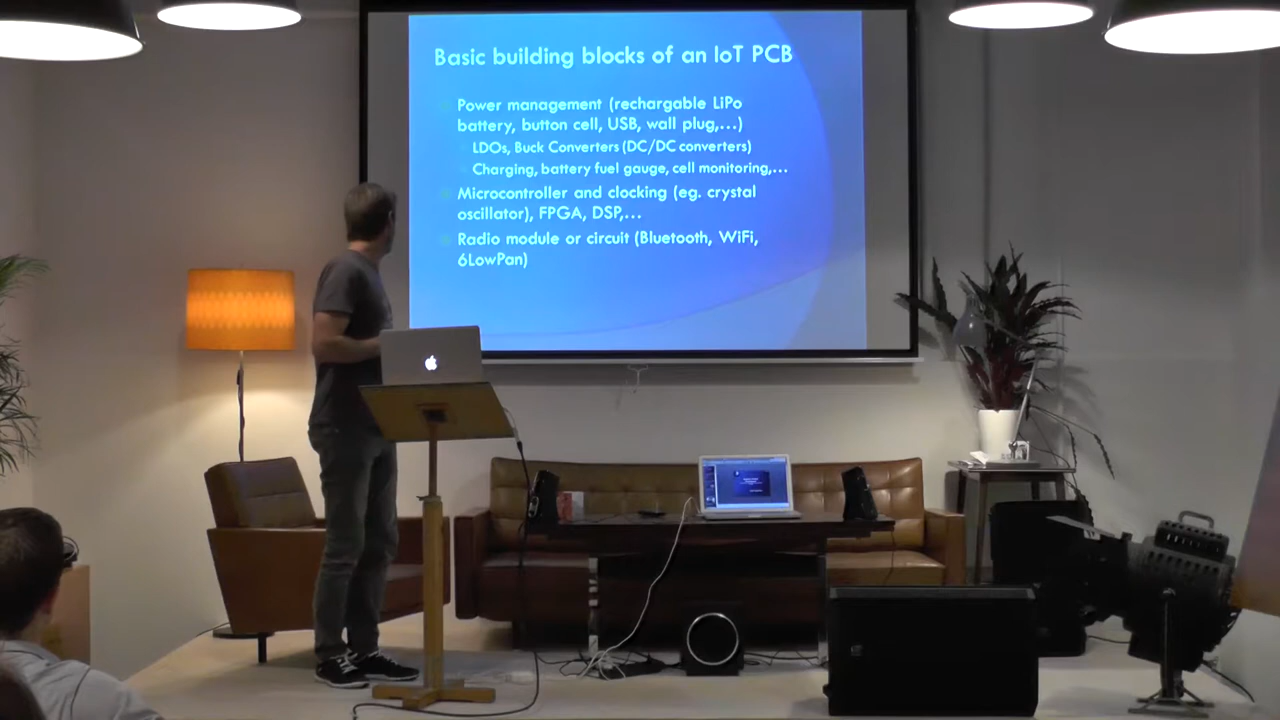 Basic building blocks of an IoT PCB
Power management (rechargable LiPo
battery, button cell, USB, wall plug,...)
LDOs, Buck Converters (DC/DC converters)
Charging, battery fuel gauge, cell monitoring,...
Microcontroller and clocking (eg. crystal
oscillator), FPGA, DSP,...
Radio module or circuit (Bluetooth, WiFi,
6LowPan)